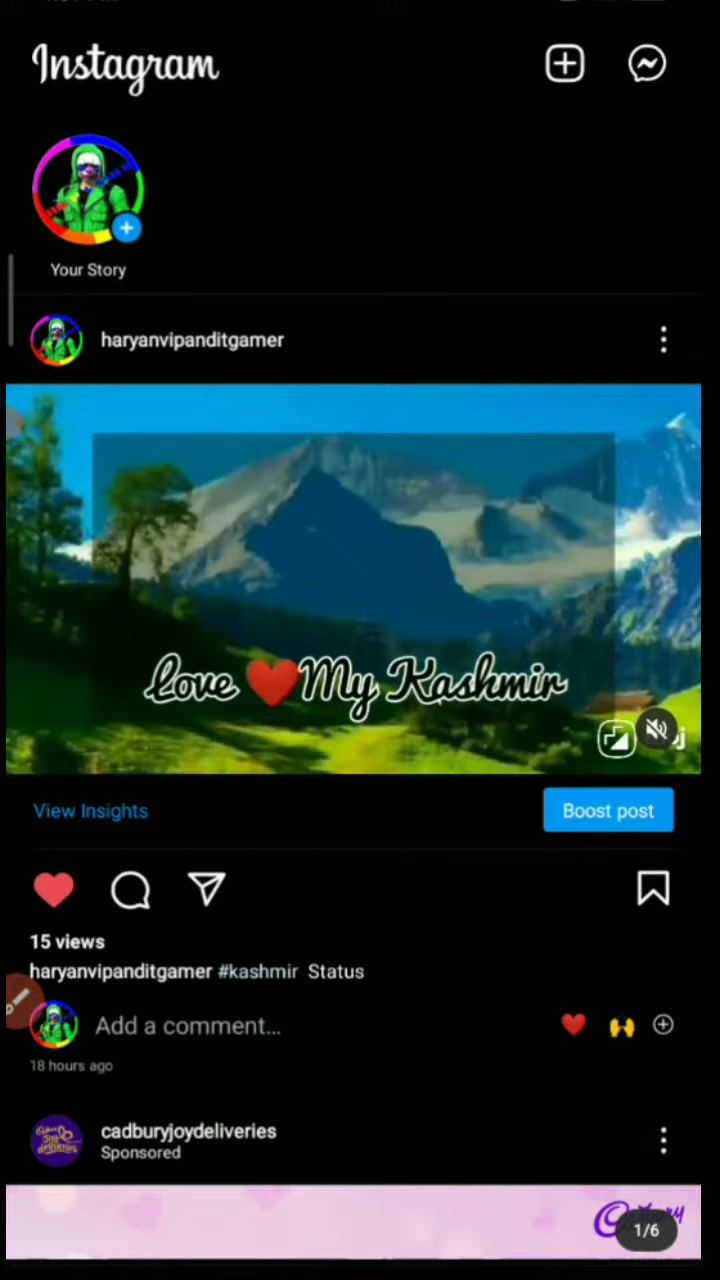 Instagram
Your Story
haryanvipanditgamer
Love ❤️My Kashmir
View Insights
Boost post
15 views
haryanvipanditgamer #kashmir Status
Add a comment...
18 hours ago
cadburyjoydeliveries
Sponsored
1/6